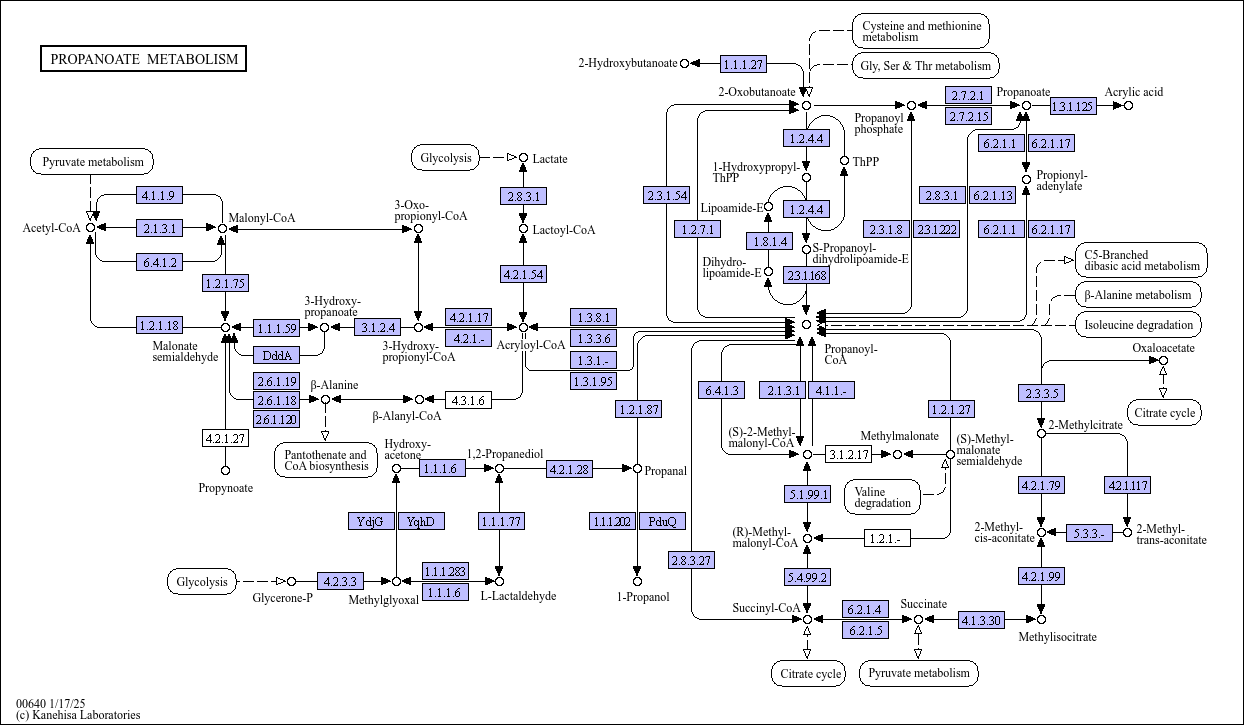 PROPANOATE METABOLISM
Cysteine and methionine
metabolism
Gly, Ser & Thr metabolism
2-Hydroxybutanoate
1.1.1.27
2-Oxobutanoate
Propanoyl
phosphate
2.7.2.1
2.7.2.15
Propanoate
1.3.1.125
Acrylic acid
1.2.4.4
ThPP
6.2.1.1
6.2.1.17
1-Hydroxypropyl-
ThPP
Propionyl-
adenylate
2.3.1.54
Lipoamide-E
1.2.4.4
2.8.3.1
6.2.1.13
1.2.7.1
1.8.1.4
S-Propanoyl-
dihydrolipoamide-E
2.3.1.8
2.3.1.222
6.2.1.1
6.2.1.17
Dihydro-
lipoamide-E
2.3.1.168
C5-Branched
dibasic acid metabolism
β-Alanine metabolism
Isoleucine degradation
Pyruvate metabolism
Glycolysis
Lactate
4.1.1.9
2.8.3.1
Acetyl-CoA
2.1.3.1
Malonyl-CoA
3-Oxo-
propionyl-CoA
Lactoyl-CoA
6.4.1.2
1.2.1.75
4.2.1.54
1.2.1.18
Malonate
semialdehyde
1.1.1.59
3-Hydroxy-
propanoate
3.1.2.4
3-Hydroxy-
propionyl-CoA
4.2.1.17
4.2.1.-
Acryloyl-CoA
1.3.8.1
1.3.3.6
1.3.1.-
1.3.1.95
DddA
Propanoyl-
CoA
Oxaloacetate
2.6.1.19
2.6.1.18
2.6.1.120
β-Alanine
β-Alanyl-CoA
4.3.1.6
1.2.1.87
6.4.1.3
2.1.3.1
4.1.1.-
1.2.1.27
2.3.3.5
Citrate cycle
4.2.1.27
Propynoate
Pantothenate and
CoA biosynthesis
(S)-2-Methyl-
malonyl-CoA
Methylmalonate
3.1.2.17
(S)-Methyl-
malonate
semialdehyde
2-Methylcitrate
Hydroxy-
acetone
1.1.1.6
1,2-Propanediol
4.2.1.28
Propanal
Valine
degradation
5.1.99.1
4.2.1.79
4.2.1.117
YdjG
YqhD
1.1.1.77
1.1.1.202
PduQ
(R)-Methyl-
malonyl-CoA
1.2.1.-
2-Methyl-
cis-aconitate
5.3.3.-
2-Methyl-
trans-aconitate
2.8.3.27
5.4.99.2
4.2.1.99
Glycolysis
Glycerone-P
4.2.3.3
Methylglyoxal
1.1.1.283
1.1.1.6
L-Lactaldehyde
1-Propanol
Succinyl-CoA
6.2.1.4
6.2.1.5
Succinate
4.1.3.30
Methylisocitrate
Citrate cycle
Pyruvate metabolism
00640 1/17/25
(c) Kanehisa Laboratories